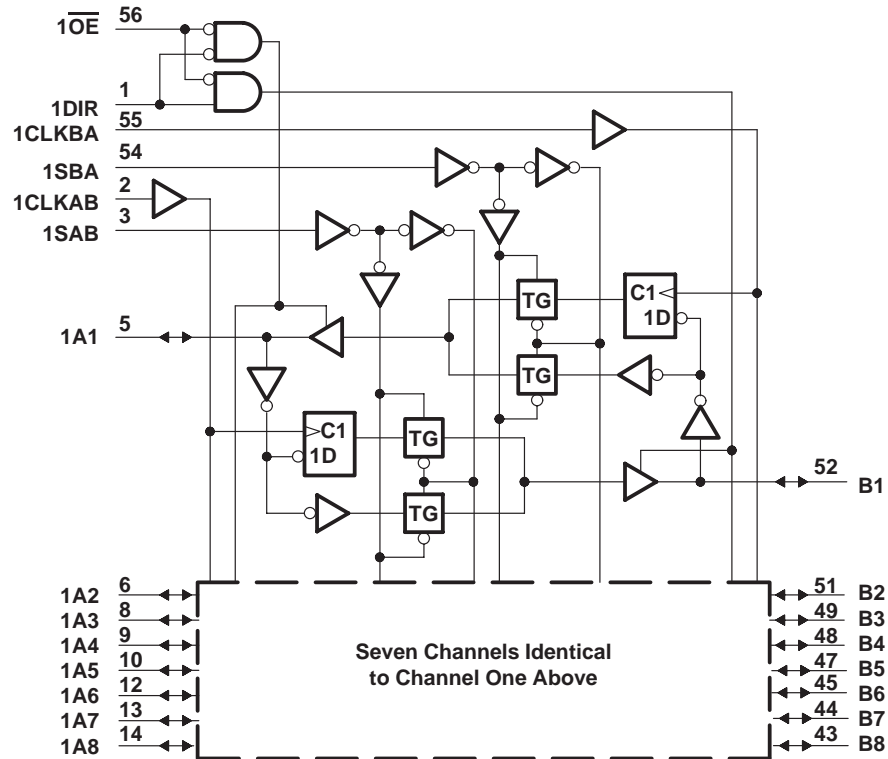 56
1OE
1
1DIR
55
1CLKBA
54
1SBA
2
1CLKAB
3
1SAB
TG
C1
1D
5
1A1
TG
C1
1D
TG
52
B1
TG
6
1A2
51
B2
8
1A3
49
B3
9
1A4
48
B4
10
1A5
47
B5
12
1A6
45
B6
13
1A7
44
B7
14
1A8
43
B8
Seven Channels Identical
to Channel One Above